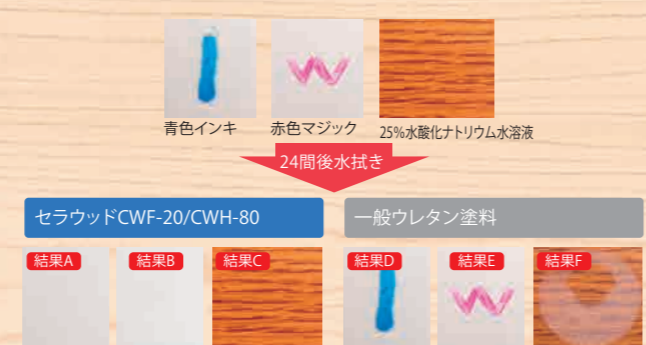 青色インキ
赤色マジック
25%水酸化ナトリウム水溶液
24間後水拭き
セラウッドCWF-20/CWH-80
一般ウレタン塗料
結果A
結果B
結果C
結果D
結果E
結果F